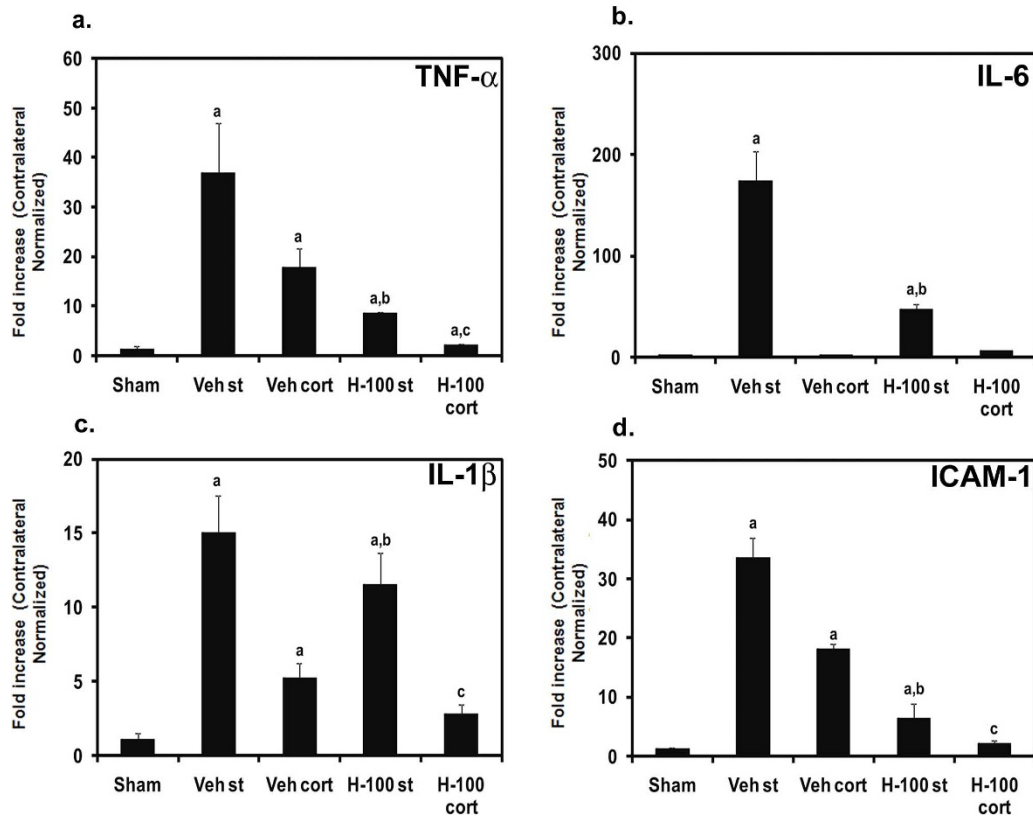 a.
TNF-α
Fold increase (Contralateral
Normalized)
60
50
40
30
20
10
0
a
a
a,b
a,c
Sham
Veh st
Veh cort
H-100 st
H-100
cort
b.
IL-6
Fold increase (Contralateral
Normalized)
300
200
100
0
a
a,b
Sham
Veh st
Veh cort
H-100 st
H-100
cort
c.
IL-1β
Fold increase (Contralateral
Normalized)
20
15
10
5
0
a
a
a,b
c
Sham
Veh st
Veh cort
H-100 st
H-100
cort
d.
ICAM-1
Fold increase (Contralateral
Normalized)
50
40
30
20
10
0
a
a
a,b
c
Sham
Veh st
Veh cort
H-100 st
H-100
cort